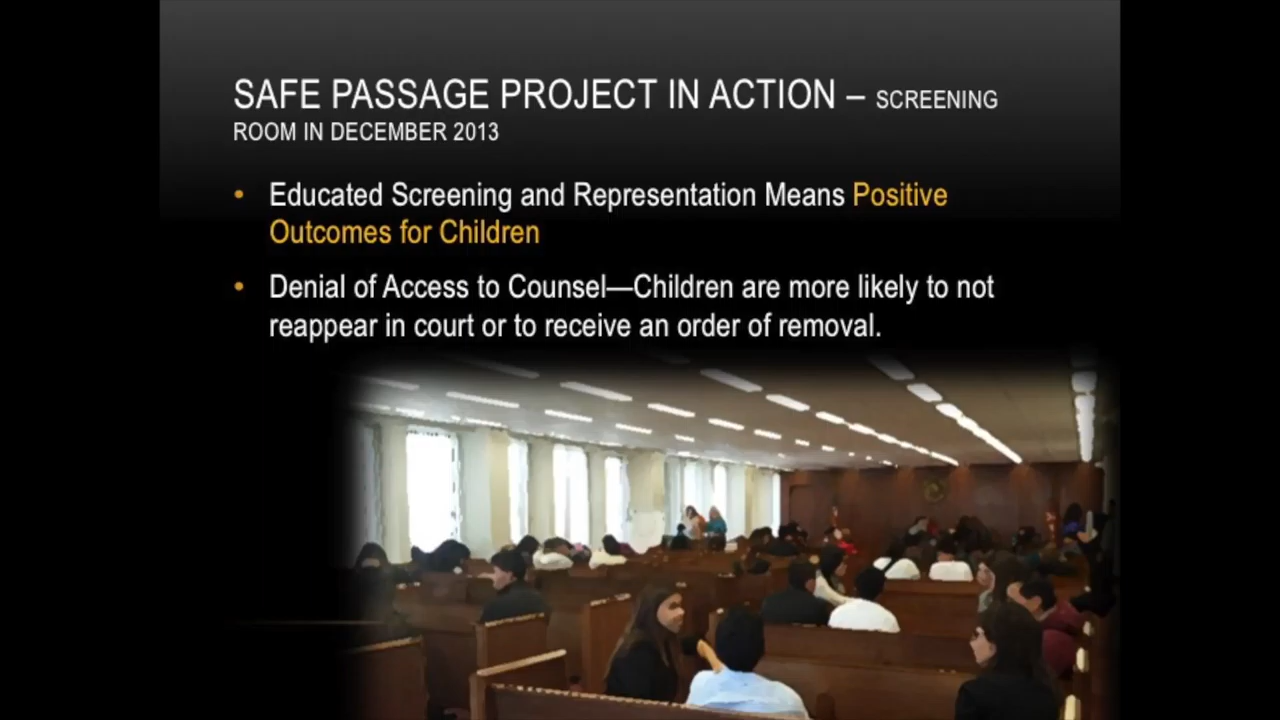 SAFE PASSAGE PROJECT IN ACTION – SCREENING
ROOM IN DECEMBER 2013
• Educated Screening and Representation Means Positive
Outcomes for Children
• Denial of Access to Counsel—Children are more likely to not
reappear in court or to receive an order of removal.